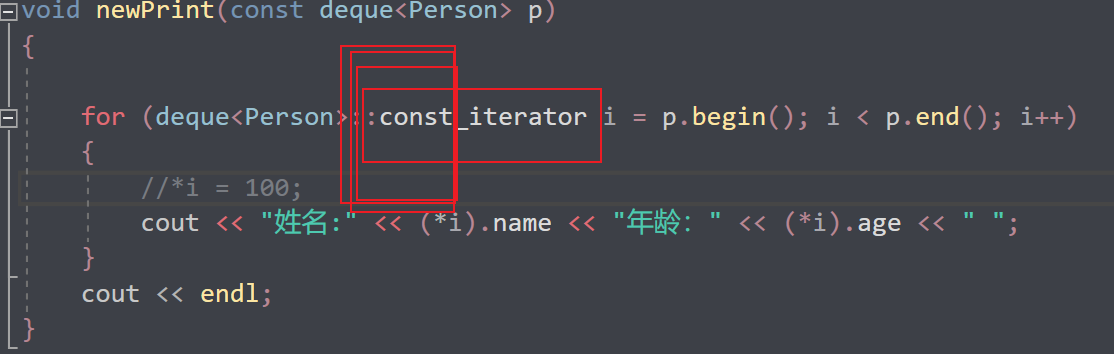 void newPrint(const deque<Person> p)
{
for (deque<Person>::const_iterator i = p.begin(); i < p.end(); i++)
{
//*i = 100;
cout << "姓名:" << (*i).name << "年龄：" << (*i).age << " ";
}
cout << endl;
}